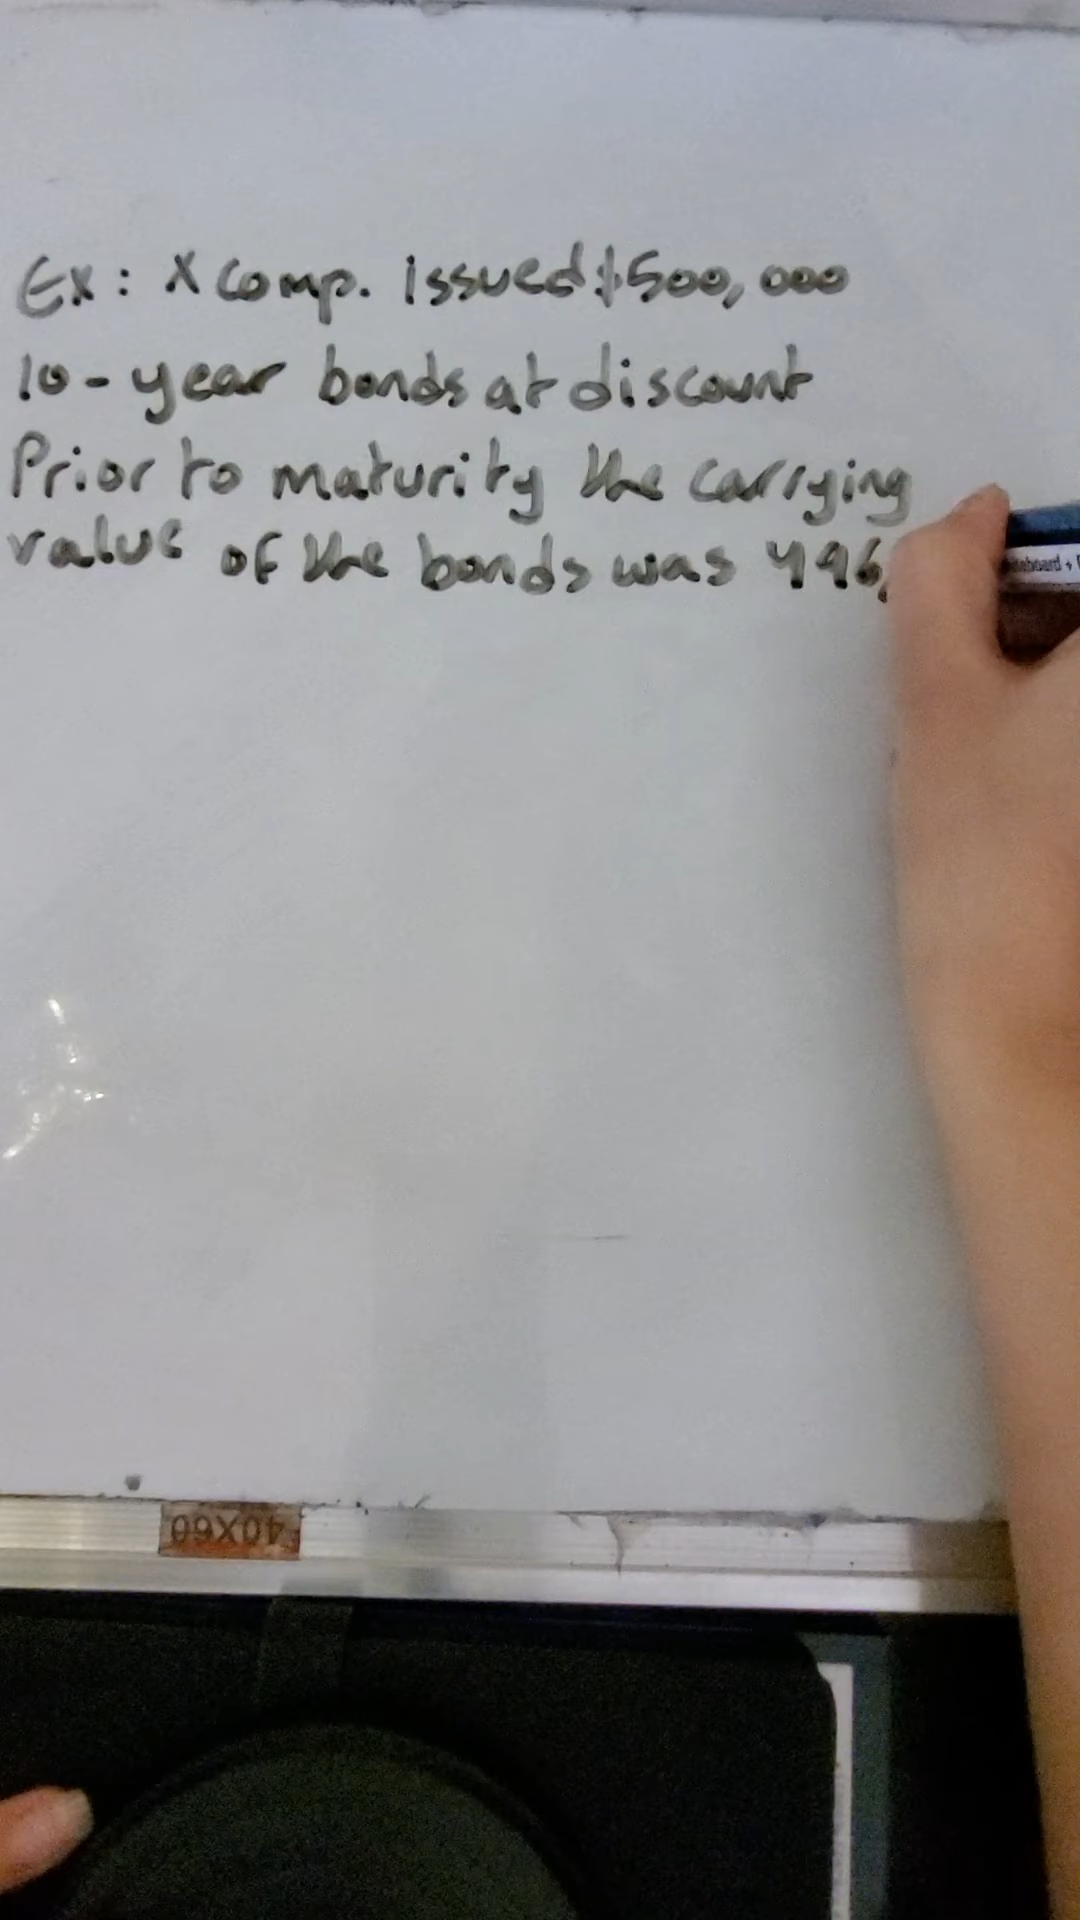 Ex: X Comp. issued $500,000
10-year bonds at discount
Prior to maturity the carrying
value of the bonds was 496,
iteboard +
40X60